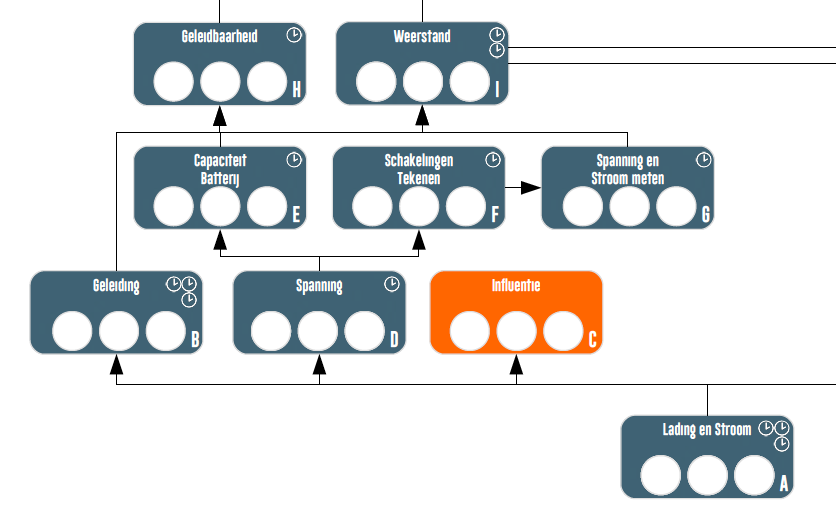 Geleidbaarheid
H
Weerstand
I
Capaciteit
Batterij
E
Schakelingen
Tekenen
F
Spanning en
Stroom meten
G
Geleiding
B
Spanning
D
Influentie
C
Lading en Stroom
A